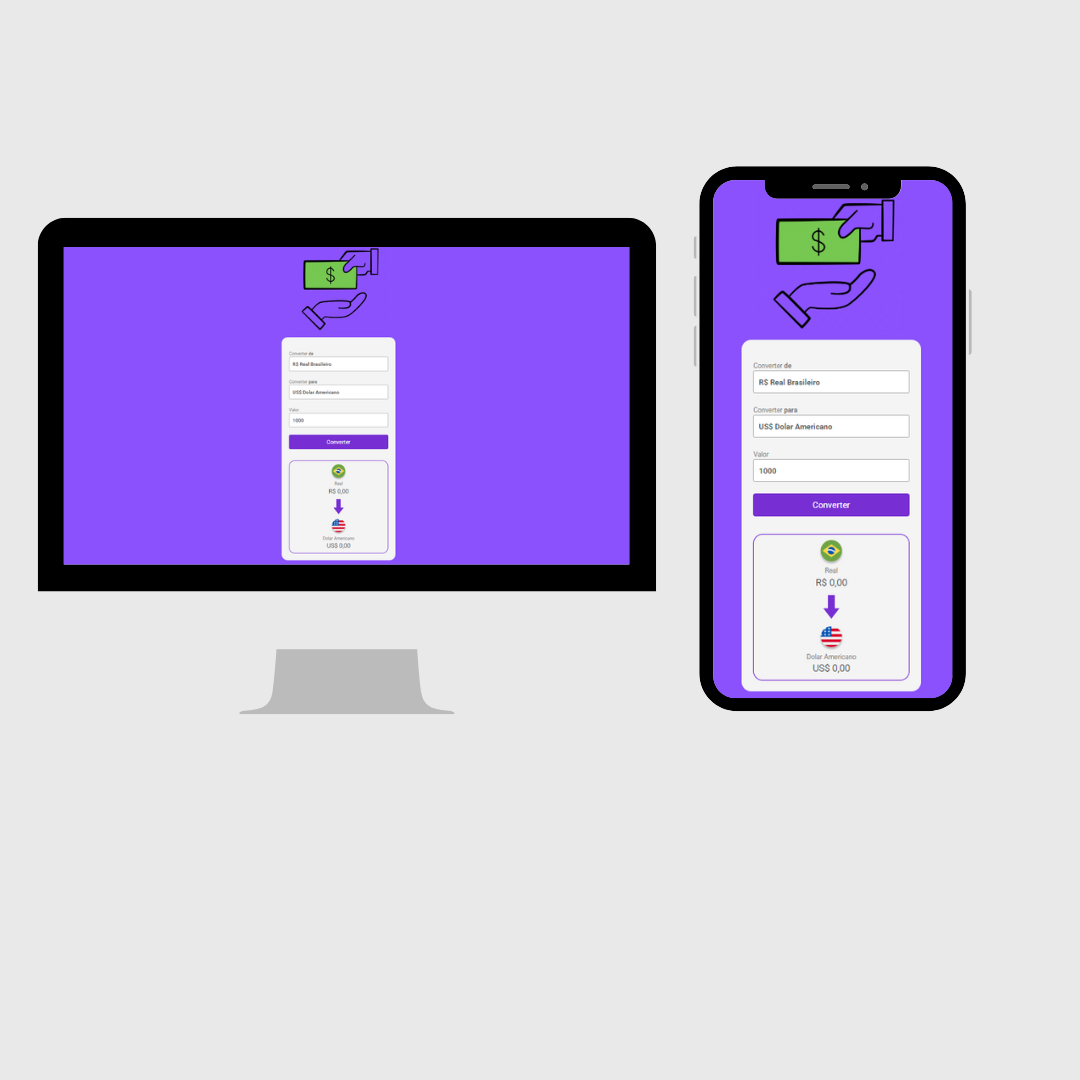 $
Converter de
R$ Real Brasileiro
Converter para
US$ Dolar Americano
Valor
1000
Converter
Real
R$ 0,00
Dolar Americano
US$ 0,00
$
Converter de
R$ Real Brasileiro
Converter para
US$ Dolar Americano
Valor
1000
Converter
Real
R$ 0,00
Dolar Americano
US$ 0,00